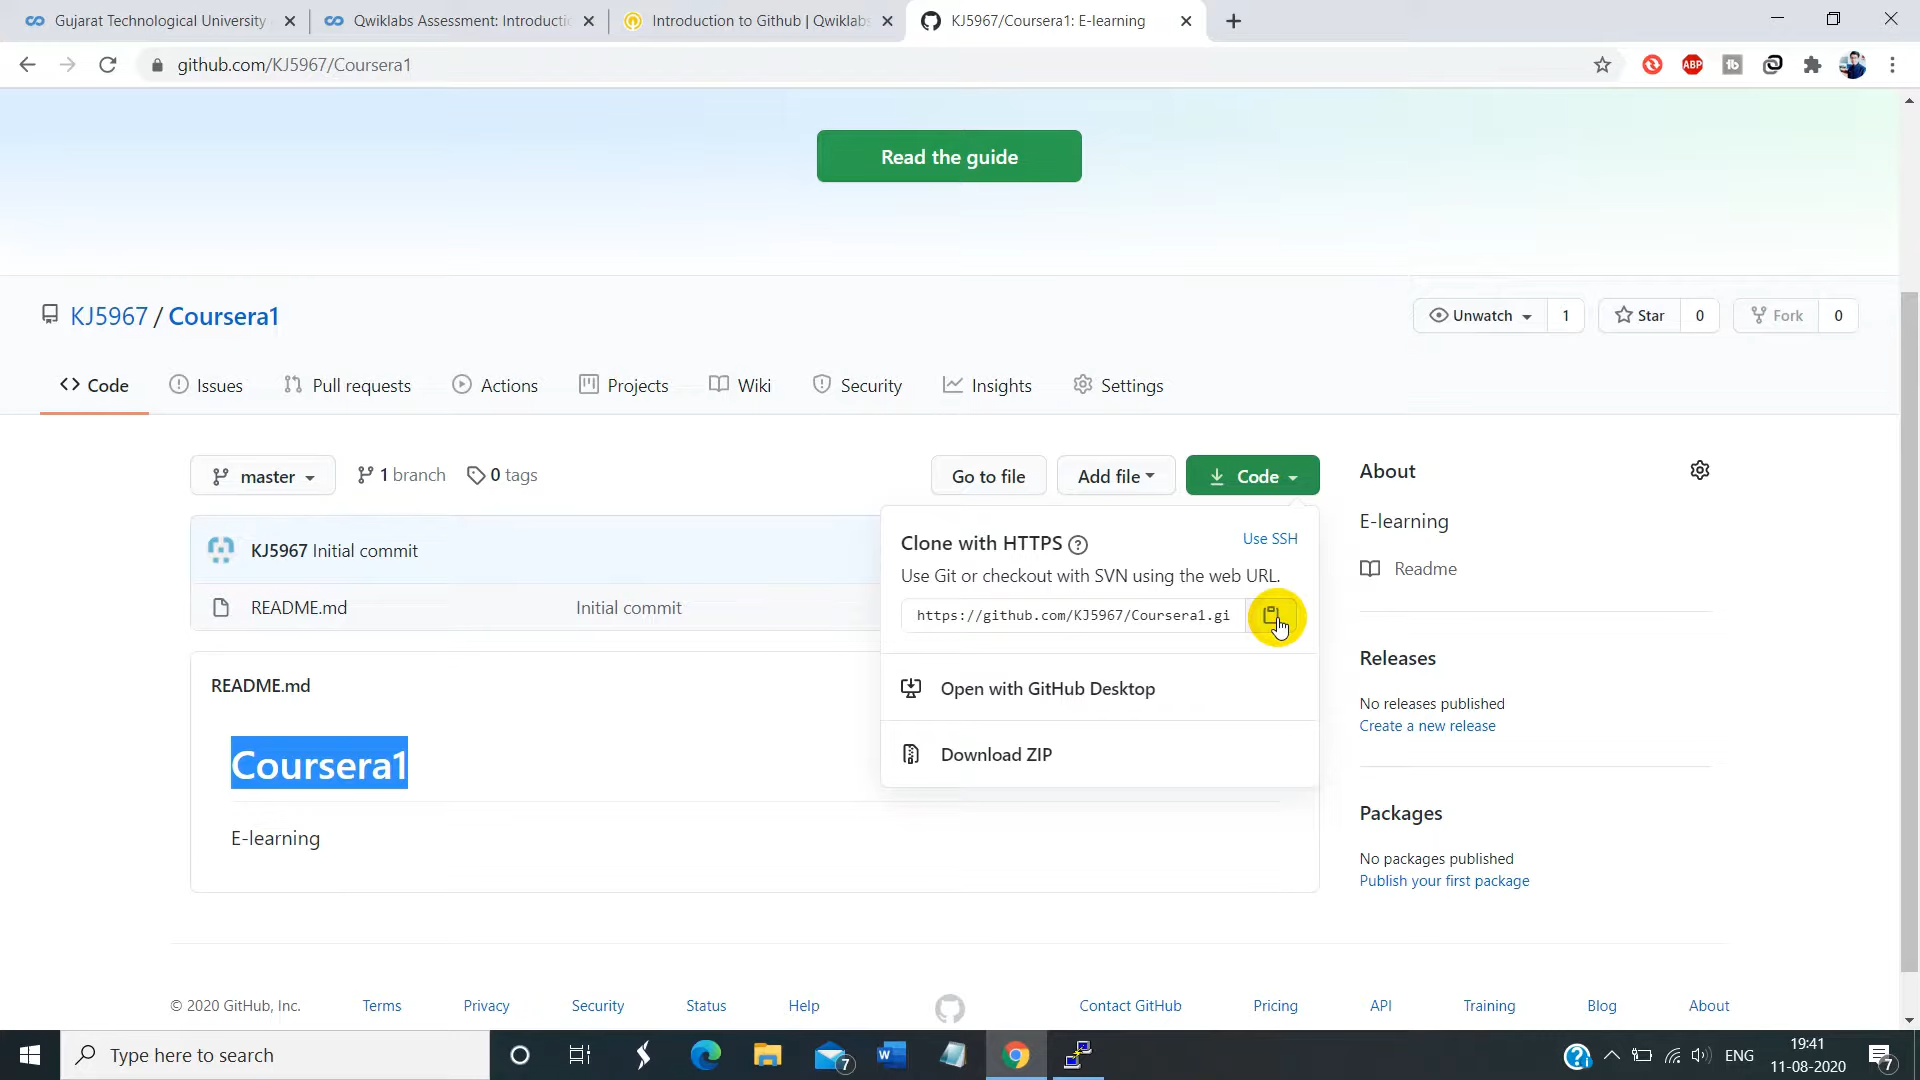 Gujarat Technological University
Qwiklabs Assessment: Introducti
Introduction to Github | Qwiklabs
KJ5967/Coursera1: E-learning
github.com/KJ5967/Coursera1
ABP
Read the guide
KJ5967 / Coursera1
Unwatch 1
Star 0
Fork 0
Code
Issues
Pull requests
Actions
Projects
Wiki
Security
Insights
Settings
master
1 branch
0 tags
Go to file
Add file
Code
About
KJ5967 Initial commit
Clone with HTTPS
Use SSH
E-learning
Use Git or checkout with SVN using the web URL.
Readme
README.md
Initial commit
https://github.com/KJ5967/Coursera1.gi
Releases
README.md
Open with GitHub Desktop
No releases published
Create a new release
Coursera1
Download ZIP
Packages
E-learning
No packages published
Publish your first package
© 2020 GitHub, Inc.
Terms
Privacy
Security
Status
Help
Contact GitHub
Pricing
API
Training
Blog
About
Type here to search
7
W
ENG
19:41
11-08-2020
7